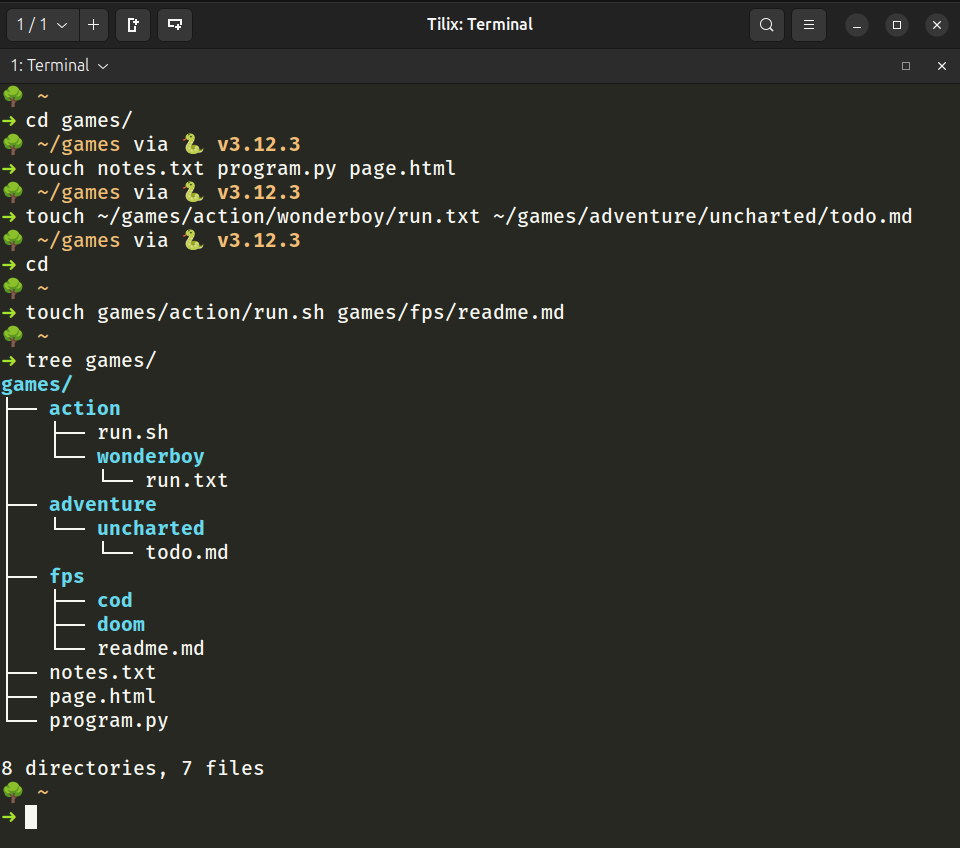 1 / 1
Tilix: Terminal
1: Terminal
~
→ cd games/
~/games via 🐍 v3.12.3
→ touch notes.txt program.py page.html
~/games via 🐍 v3.12.3
→ touch ~/games/action/wonderboy/run.txt ~/games/adventure/uncharted/todo.md
~/games via 🐍 v3.12.3
→ cd
~
→ touch games/action/run.sh games/fps/readme.md
~
→ tree games/
games/
├── action
│   ├── run.sh
│   └── wonderboy
│       └── run.txt
├── adventure
│   └── uncharted
│       └── todo.md
├── fps
│   ├── cod
│   ├── doom
│   └── readme.md
├── notes.txt
├── page.html
└── program.py
8 directories, 7 files
~
→